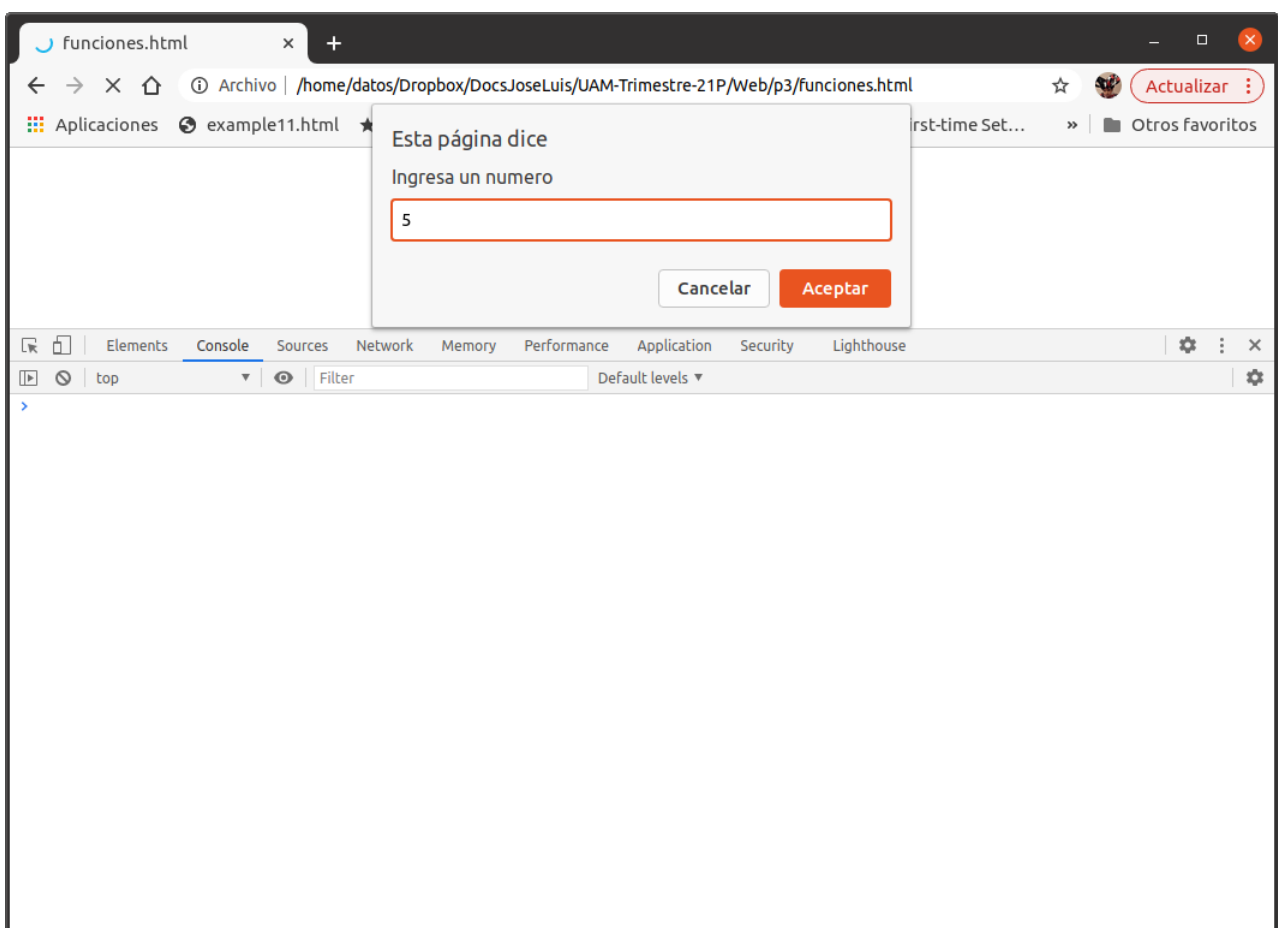 funciones.html
Archivo | /home/datos/Dropbox/DocsJoseLuis/UAM-Trimestre-21P/Web/p3/funciones.html
Actualizar
Aplicaciones example11.html
irst-time Set... » Otros favoritos
Esta página dice
Ingresa un numero
5
Cancelar Aceptar
Elements Console Sources Network Memory Performance Application Security Lighthouse
top Filter Default levels